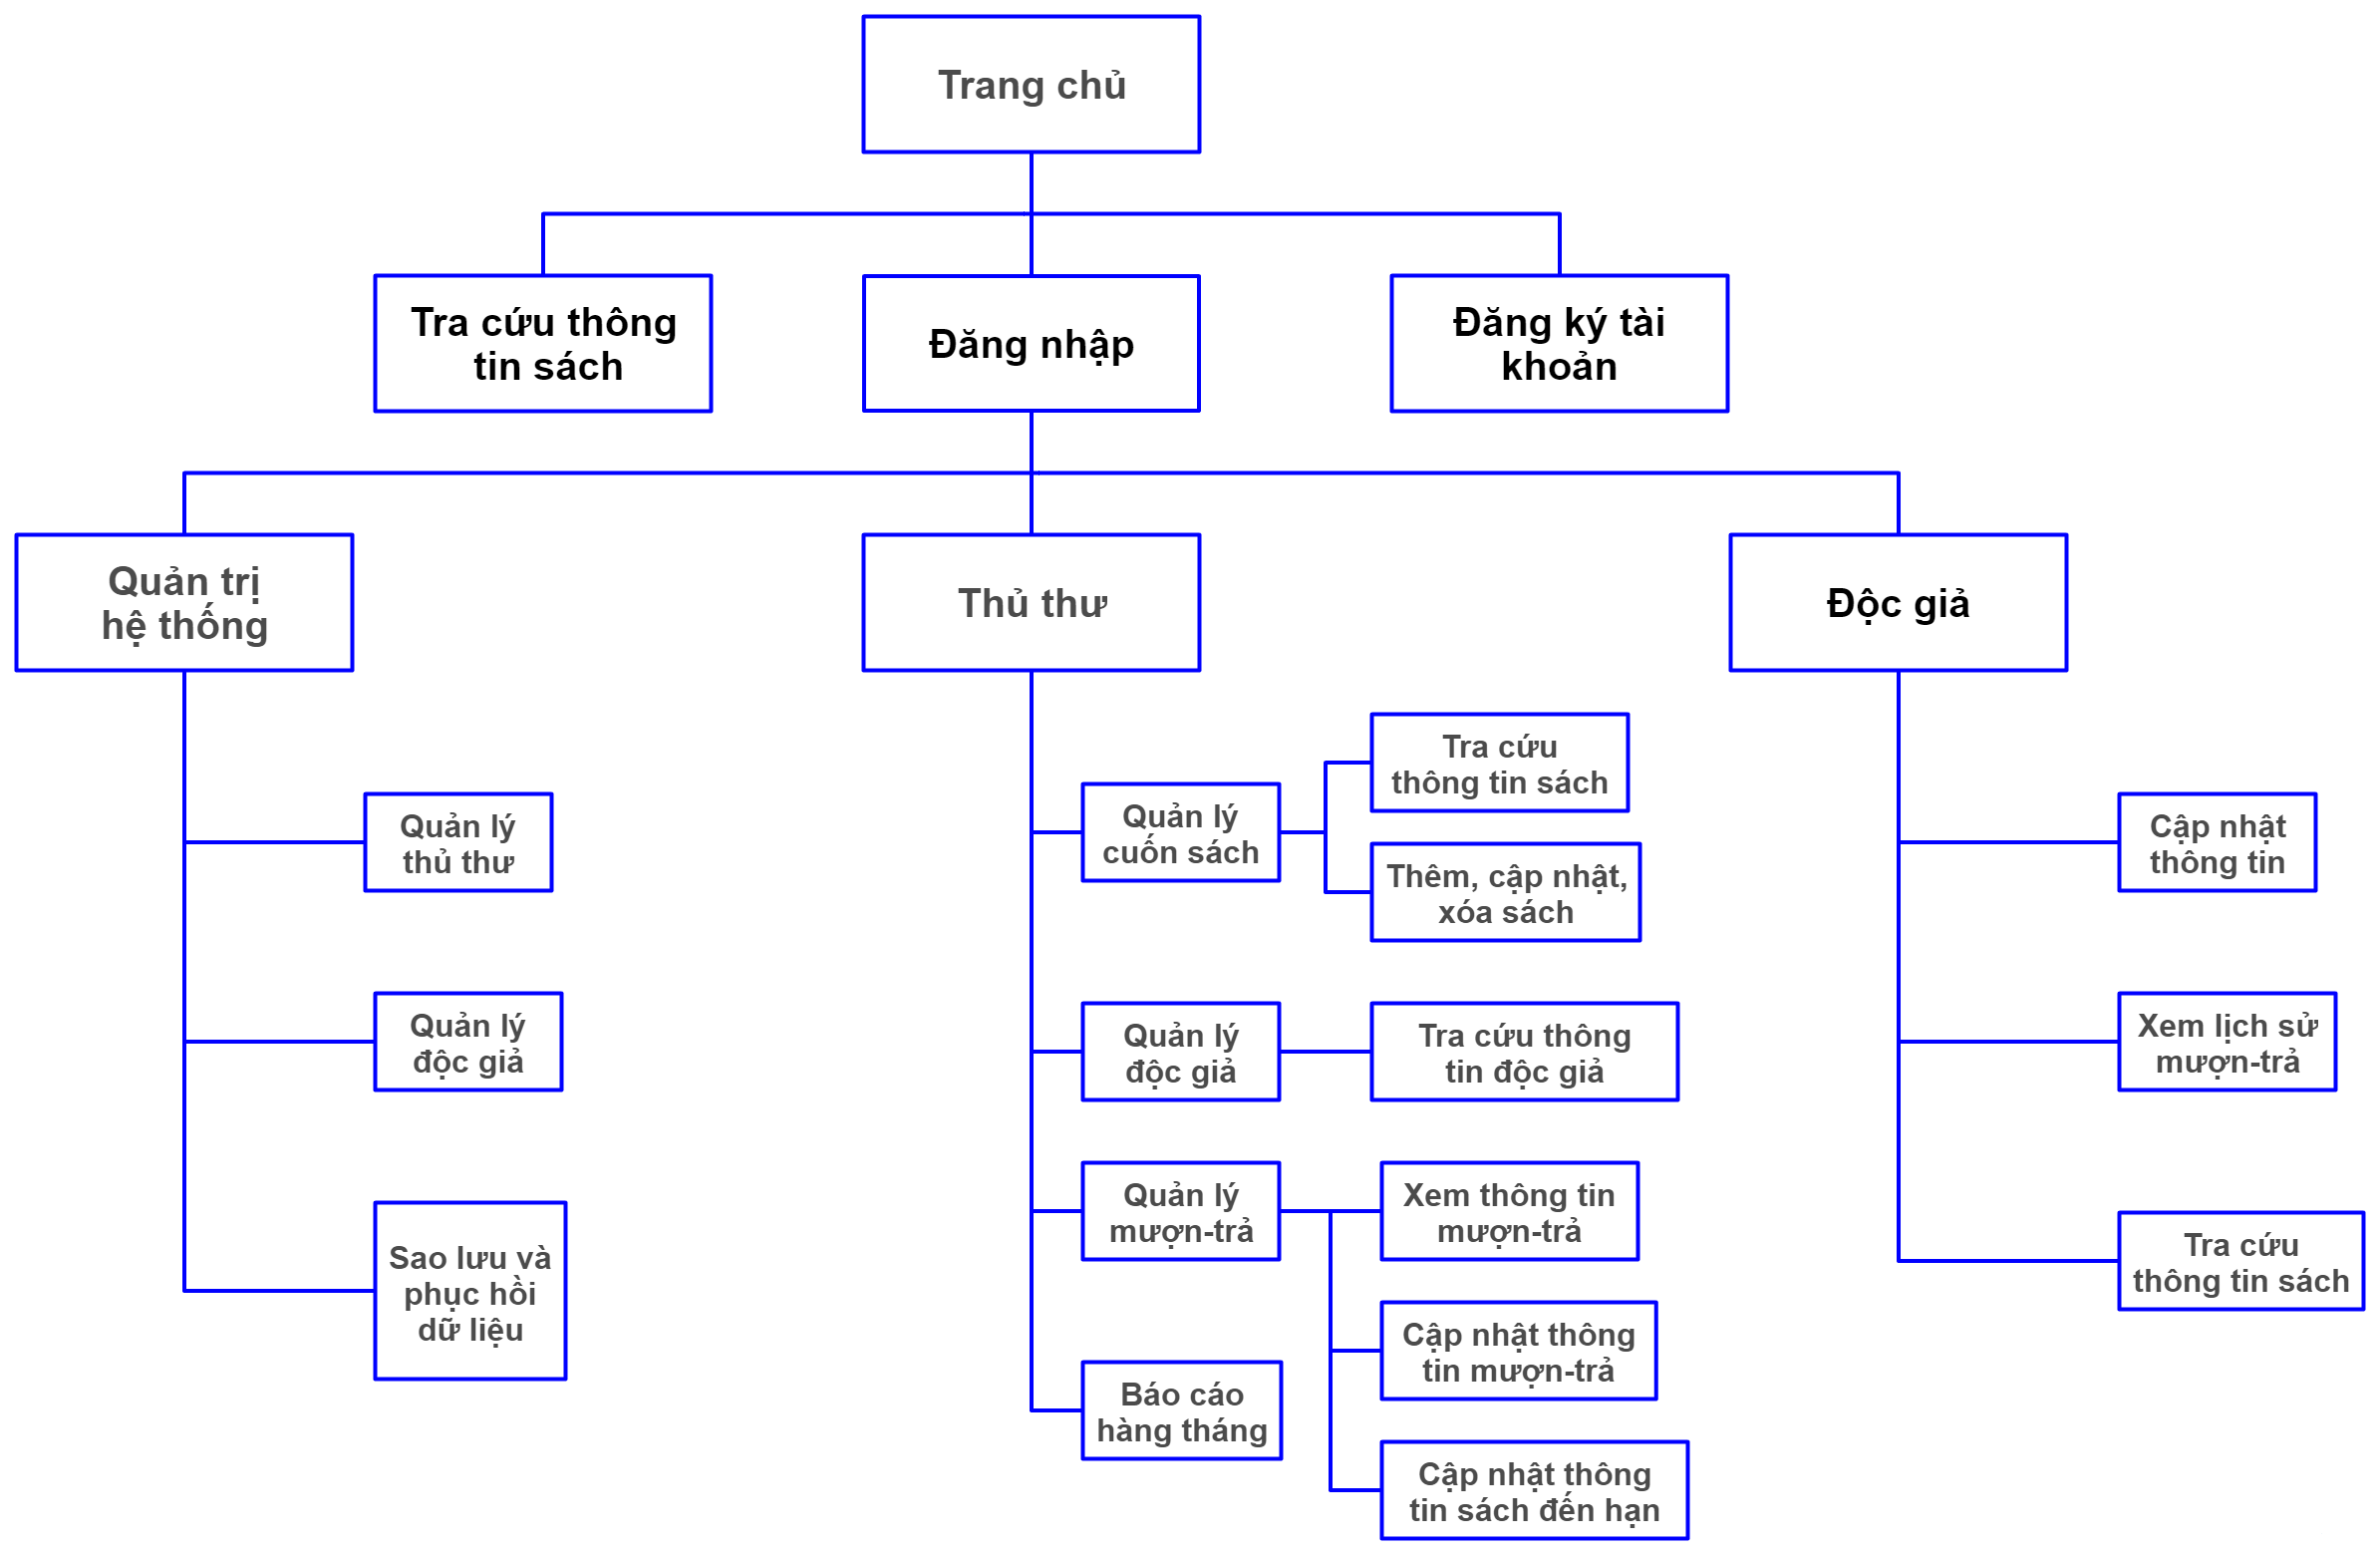 Trang chủ
Tra cứu thông
tin sách
Đăng nhập
Đăng ký tài
khoản
Quản trị
hệ thống
Thủ thư
Độc giả
Quản lý
thủ thư
Quản lý
độc giả
Sao lưu và
phục hồi
dữ liệu
Quản lý
cuốn sách
Tra cứu
thông tin sách
Thêm, cập nhật,
xóa sách
Quản lý
độc giả
Tra cứu thông
tin độc giả
Quản lý
mượn-trả
Xem thông tin
mượn-trả
Cập nhật thông
tin mượn-trả
Cập nhật thông
tin sách đến hạn
Báo cáo
hàng tháng
Cập nhật
thông tin
Xem lịch sử
mượn-trả
Tra cứu
thông tin sách